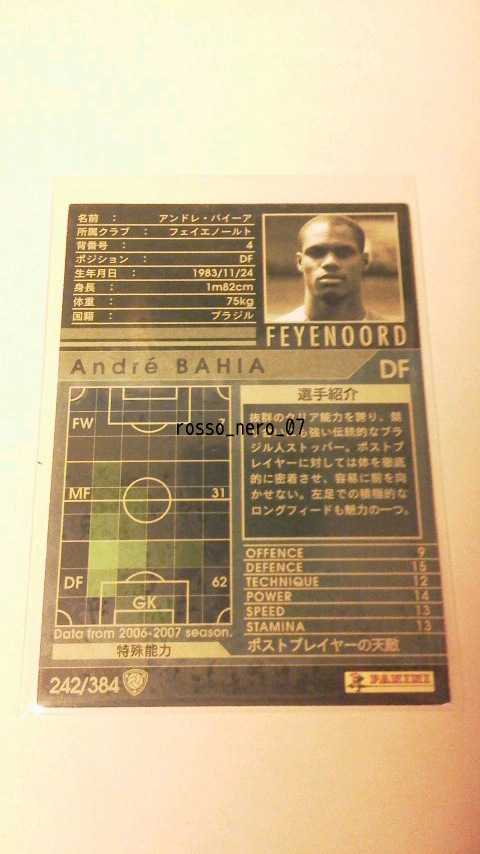 名前 : アンドレ・バイーア
所属クラブ : フェイエノールト
背番号 : 4
ポジション : DF
生年月日 : 1983/11/24
身長 : 1m82cm
体重 : 75kg
国籍 : ブラジル
FEYENOORD
André BAHIA
DF
FW 7
MF 31
DF 62
GK
Data from 2006-2007 season.
選手紹介
抜群のクリア能力を誇り、競
も強い伝統的なブラ
ジル人ストッパー。ポストプ
レイヤーに対しては体を徹底
的に密着させ、容易に前を向
かせない。左足での積極的な
ロングフィードも魅力の一つ。
rosso_nero_07
OFFENCE 9
DEFENCE 15
TECHNIQUE 12
POWER 14
SPEED 13
STAMINA 13
特殊能力
ポストプレイヤーの天敵
242/384
PANINI